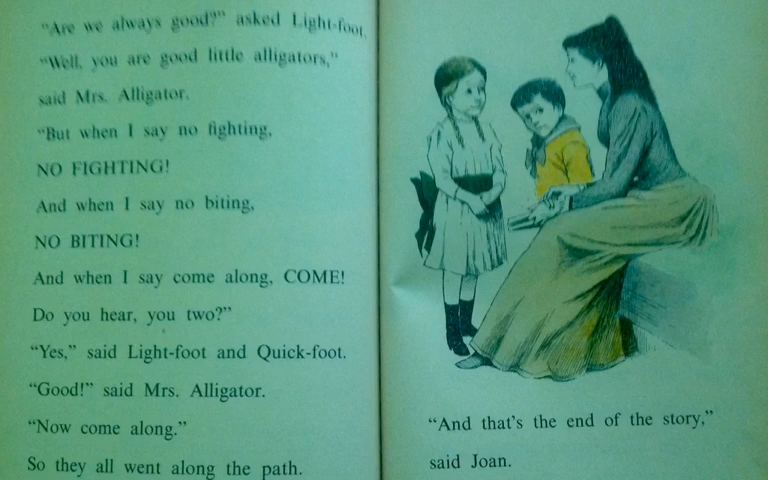 "Are we always good?" asked Light-foot.
"Well, you are good little alligators,"
said Mrs. Alligator.
"But when I say no fighting,
NO FIGHTING!
And when I say no biting,
NO BITING!
And when I say come along, COME!
Do you hear, you two?"
"Yes," said Light-foot and Quick-foot.
"Good!" said Mrs. Alligator.
"Now come along."
So they all went along the path.
"And that's the end of the story,"
said Joan.